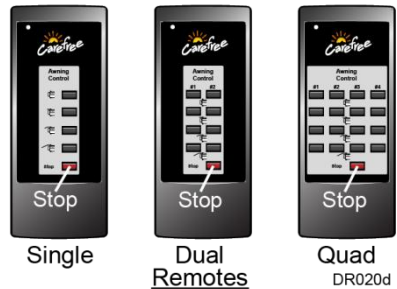 Carefree
Awning
Control
Stop
Stop
Single
Carefree
Awning
Control
#1 #2
Stop
Stop
Dual
Remotes
Carefree
Awning
Control
#1 #2 #3 #4
Stop
Stop
Quad
DR020d